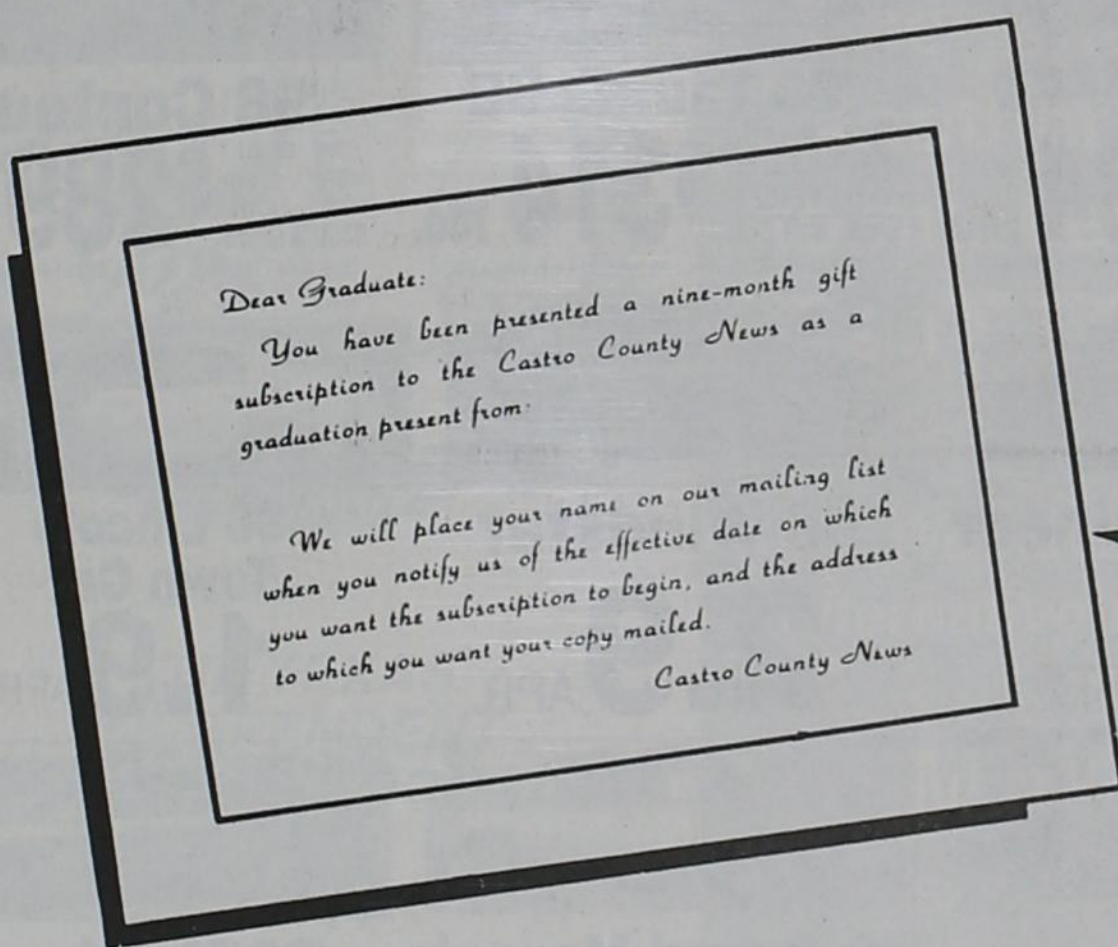 Dear Graduate:
You have been presented a nine-month gift
subscription to the Castro County News as a
graduation present from:
We will place your name on our mailing list
when you notify us of the effective date on which
you want the subscription to begin, and the address
to which you want your copy mailed.
Castro County News